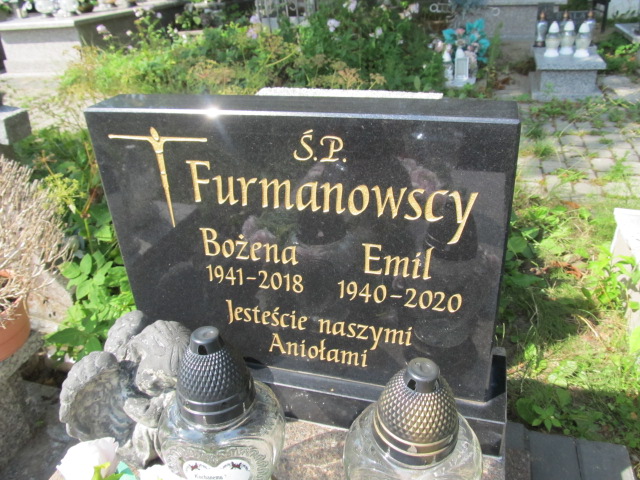 Ś.P.
Furmanowscy
Bożena Emil
1941-2018 1940-2020
Jesteście naszymi
Aniołami